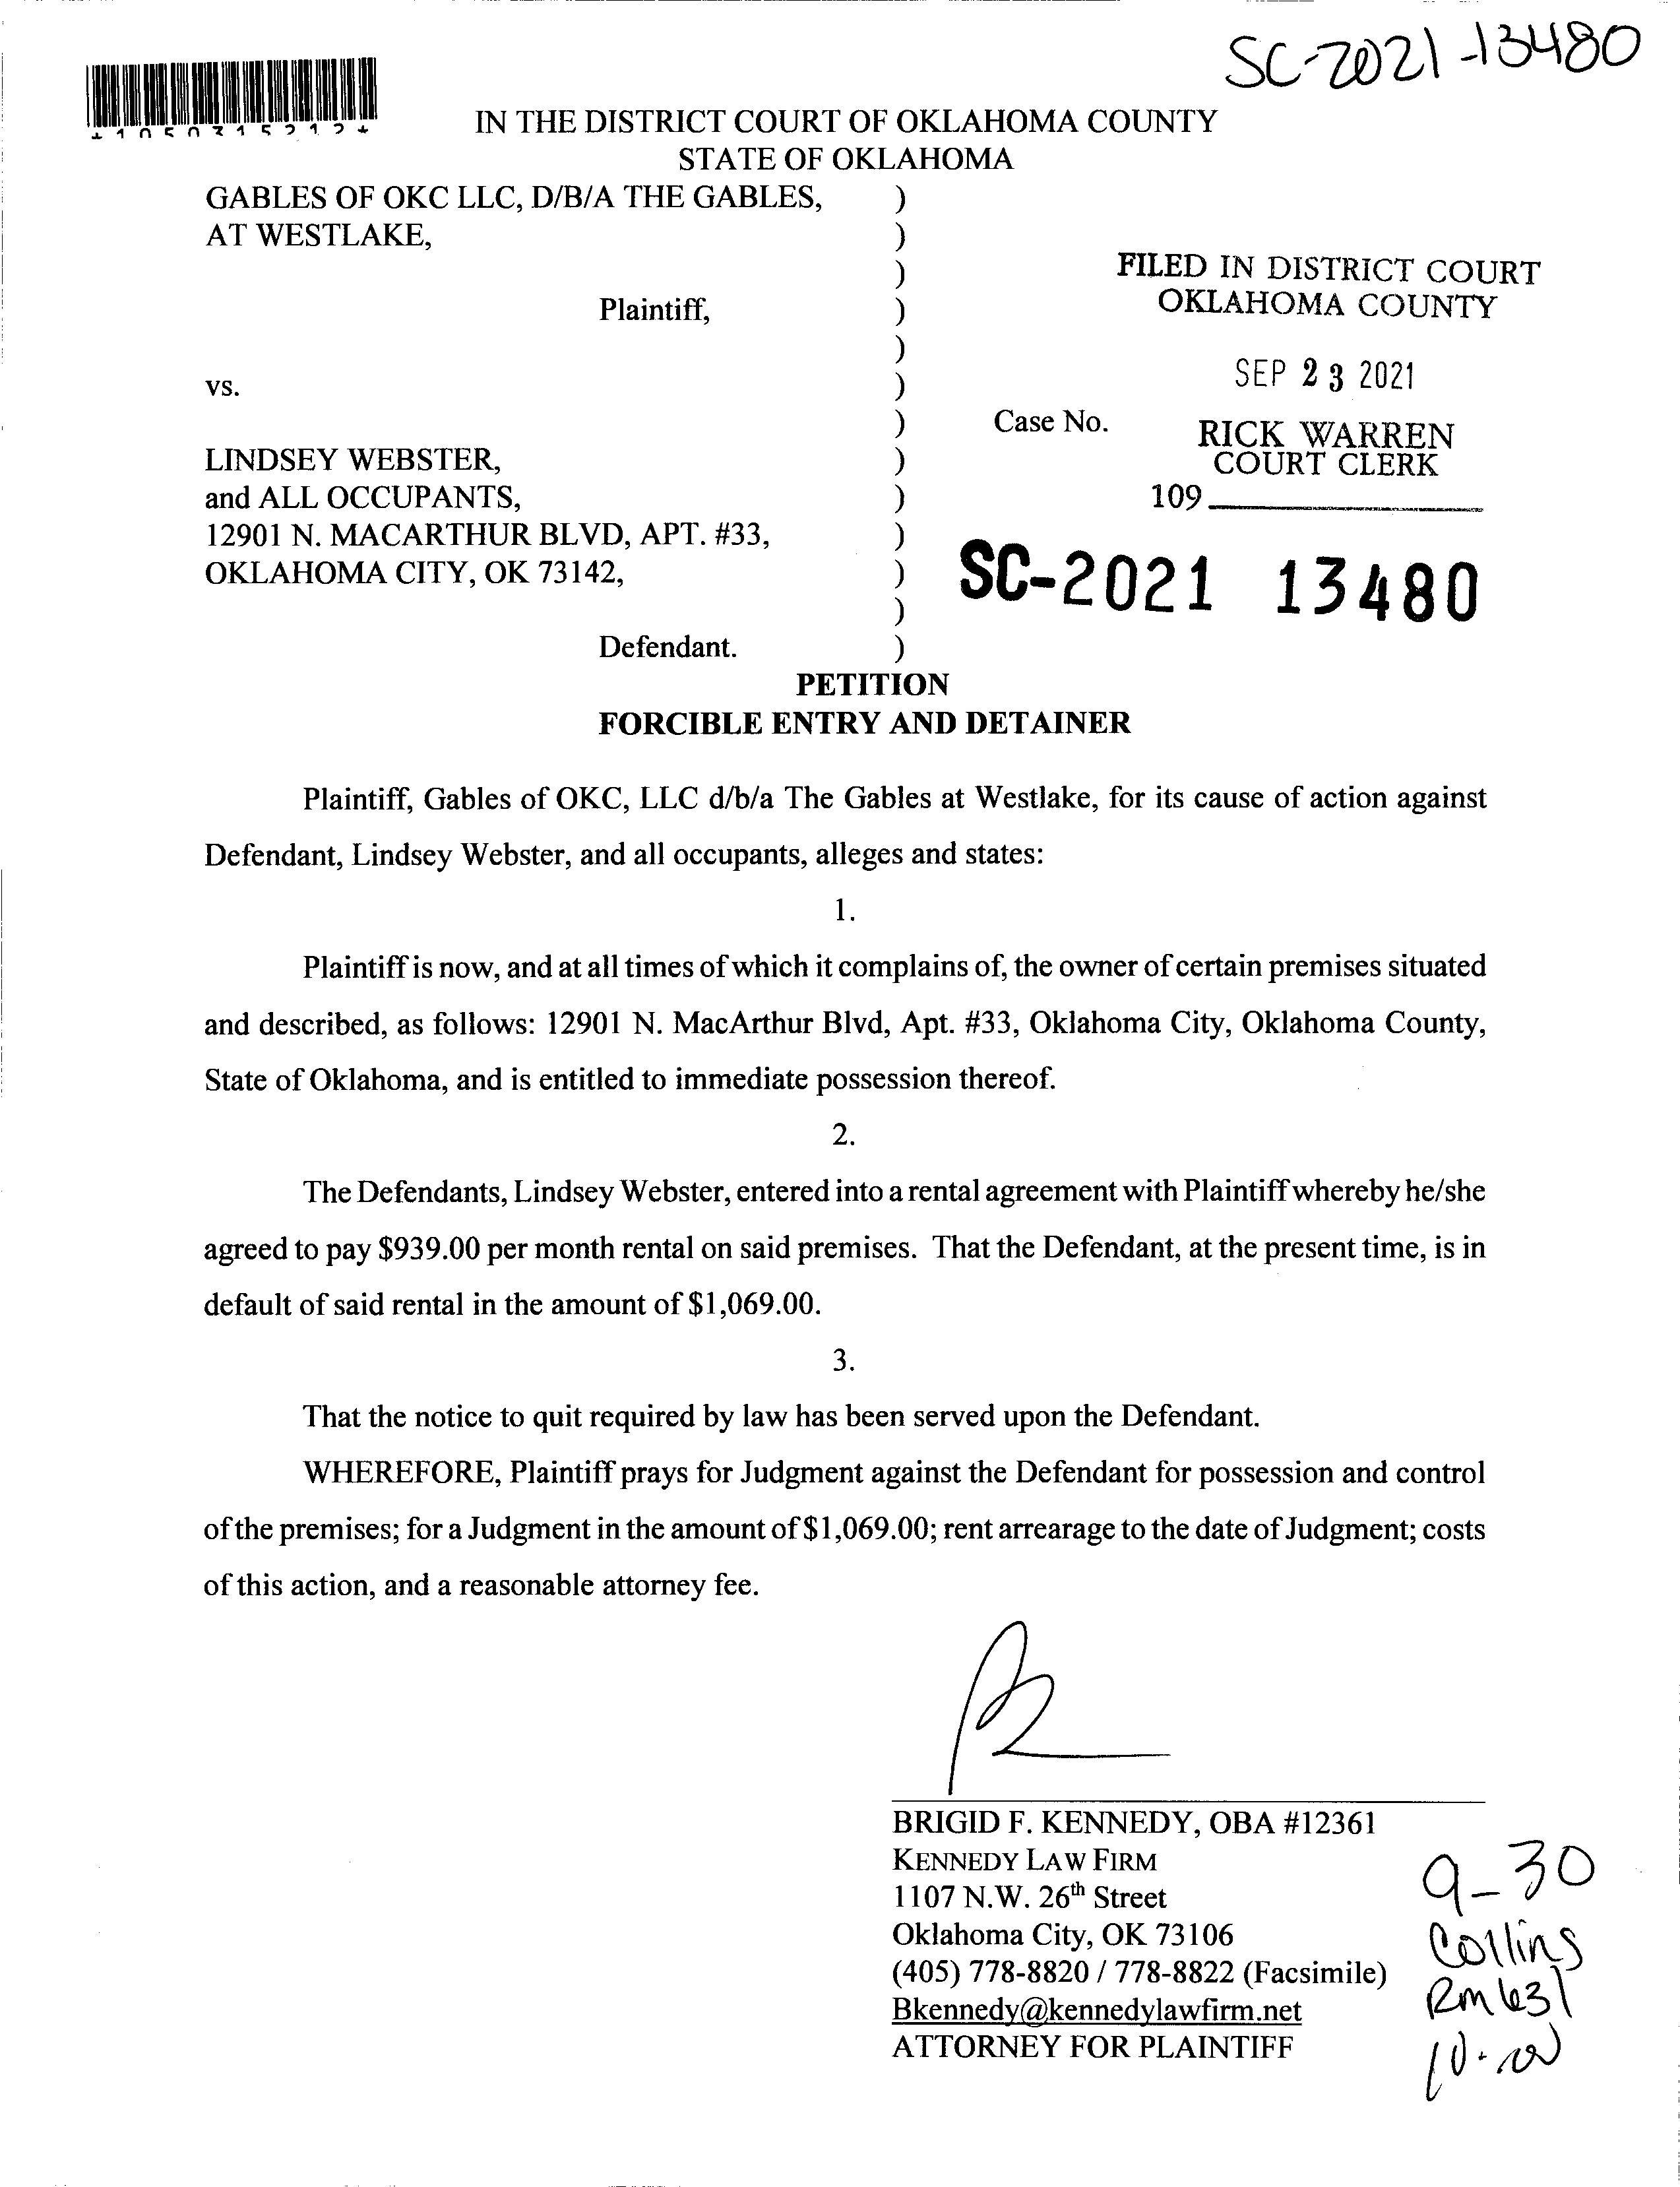 SC-2021-13480
*1050315212*
IN THE DISTRICT COURT OF OKLAHOMA COUNTY
STATE OF OKLAHOMA
GABLES OF OKC LLC, D/B/A THE GABLES, )
AT WESTLAKE, )
)
Plaintiff, )
)
vs. )
)
LINDSEY WEBSTER, )
and ALL OCCUPANTS, )
12901 N. MACARTHUR BLVD, APT. #33, )
OKLAHOMA CITY, OK 73142, )
)
Defendant. )
FILED IN DISTRICT COURT
OKLAHOMA COUNTY
SEP 23 2021
Case No.
RICK WARREN
COURT CLERK
109
SC-2021 13480
PETITION
FORCIBLE ENTRY AND DETAINER
Plaintiff, Gables of OKC, LLC d/b/a The Gables at Westlake, for its cause of action against
Defendant, Lindsey Webster, and all occupants, alleges and states:
1.
Plaintiff is now, and at all times of which it complains of, the owner of certain premises situated
and described, as follows: 12901 N. MacArthur Blvd, Apt. #33, Oklahoma City, Oklahoma County,
State of Oklahoma, and is entitled to immediate possession thereof.
2.
The Defendants, Lindsey Webster, entered into a rental agreement with Plaintiff whereby he/she
agreed to pay $939.00 per month rental on said premises. That the Defendant, at the present time, is in
default of said rental in the amount of $1,069.00.
3.
That the notice to quit required by law has been served upon the Defendant.
WHEREFORE, Plaintiff prays for Judgment against the Defendant for possession and control
of the premises; for a Judgment in the amount of $1,069.00; rent arrearage to the date of Judgment; costs
of this action, and a reasonable attorney fee.
BRIGID F. KENNEDY, OBA #12361
KENNEDY LAW FIRM
1107 N.W. 26th Street
Oklahoma City, OK 73106
(405) 778-8820 / 778-8822 (Facsimile)
Bkennedy@kennedylawfirm.net
ATTORNEY FOR PLAINTIFF
9-30
Collins
Rm 631